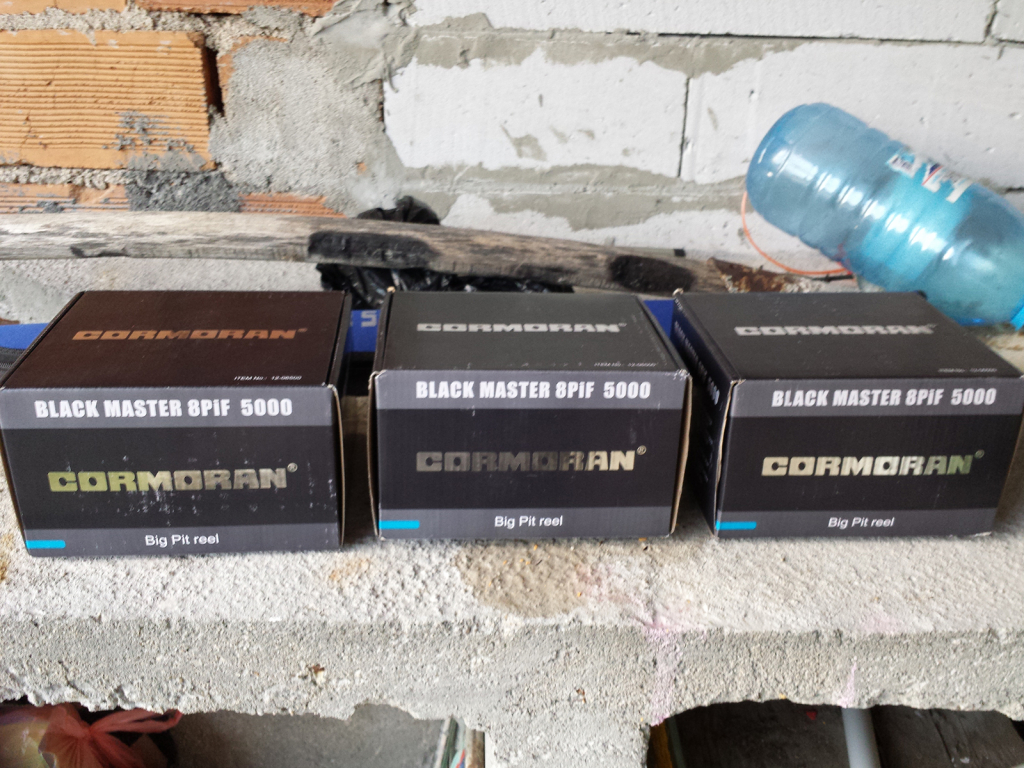 CORMORAN®
BLACK MASTER 8PiF 5000
CORMORAN®
Big Pit reel
CORMORAN®
BLACK MASTER 8PiF 5000
CORMORAN®
Big Pit reel
CORMORAN®
BLACK MASTER 8PiF 5000
CORMORAN®
Big Pit reel